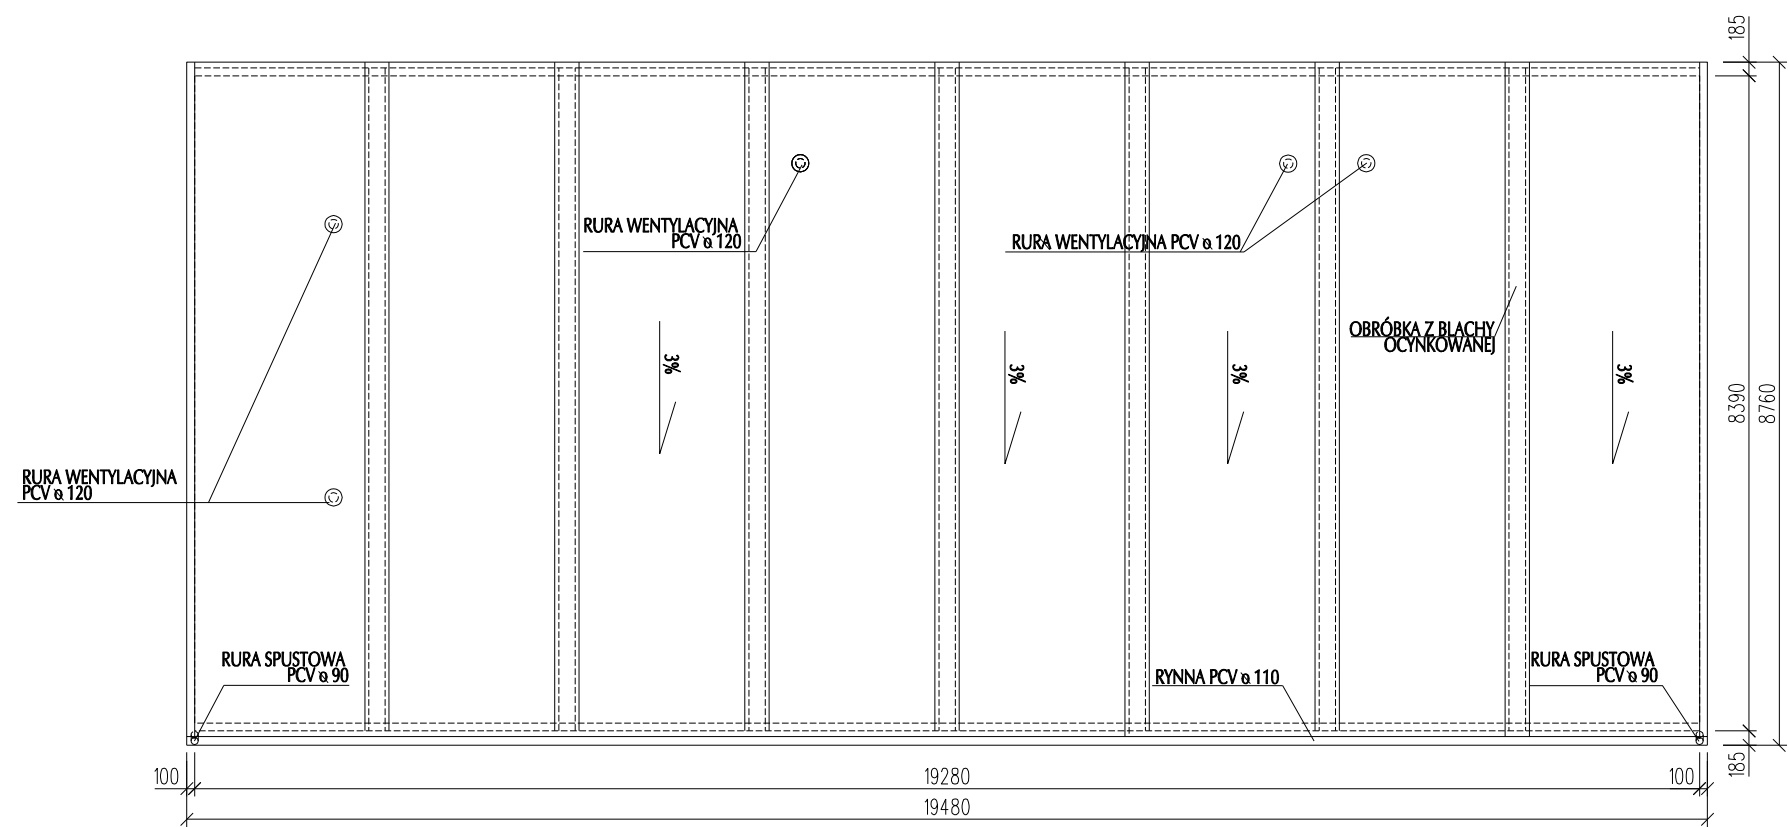 185
RURA WENTYLACYJNA
PCV ø 120
RURA WENTYLACYJNA PCV ø 120
OBRÓBKA Z BLACHY
OCYNKOWANEJ
3%
3%
3%
3%
8390
8760
RURA WENTYLACYJNA
PCV ø 120
RURA SPUSTOWA
PCV ø 90
RYNNA PCV ø 110
RURA SPUSTOWA
PCV ø 90
185
100
19280
100
19480